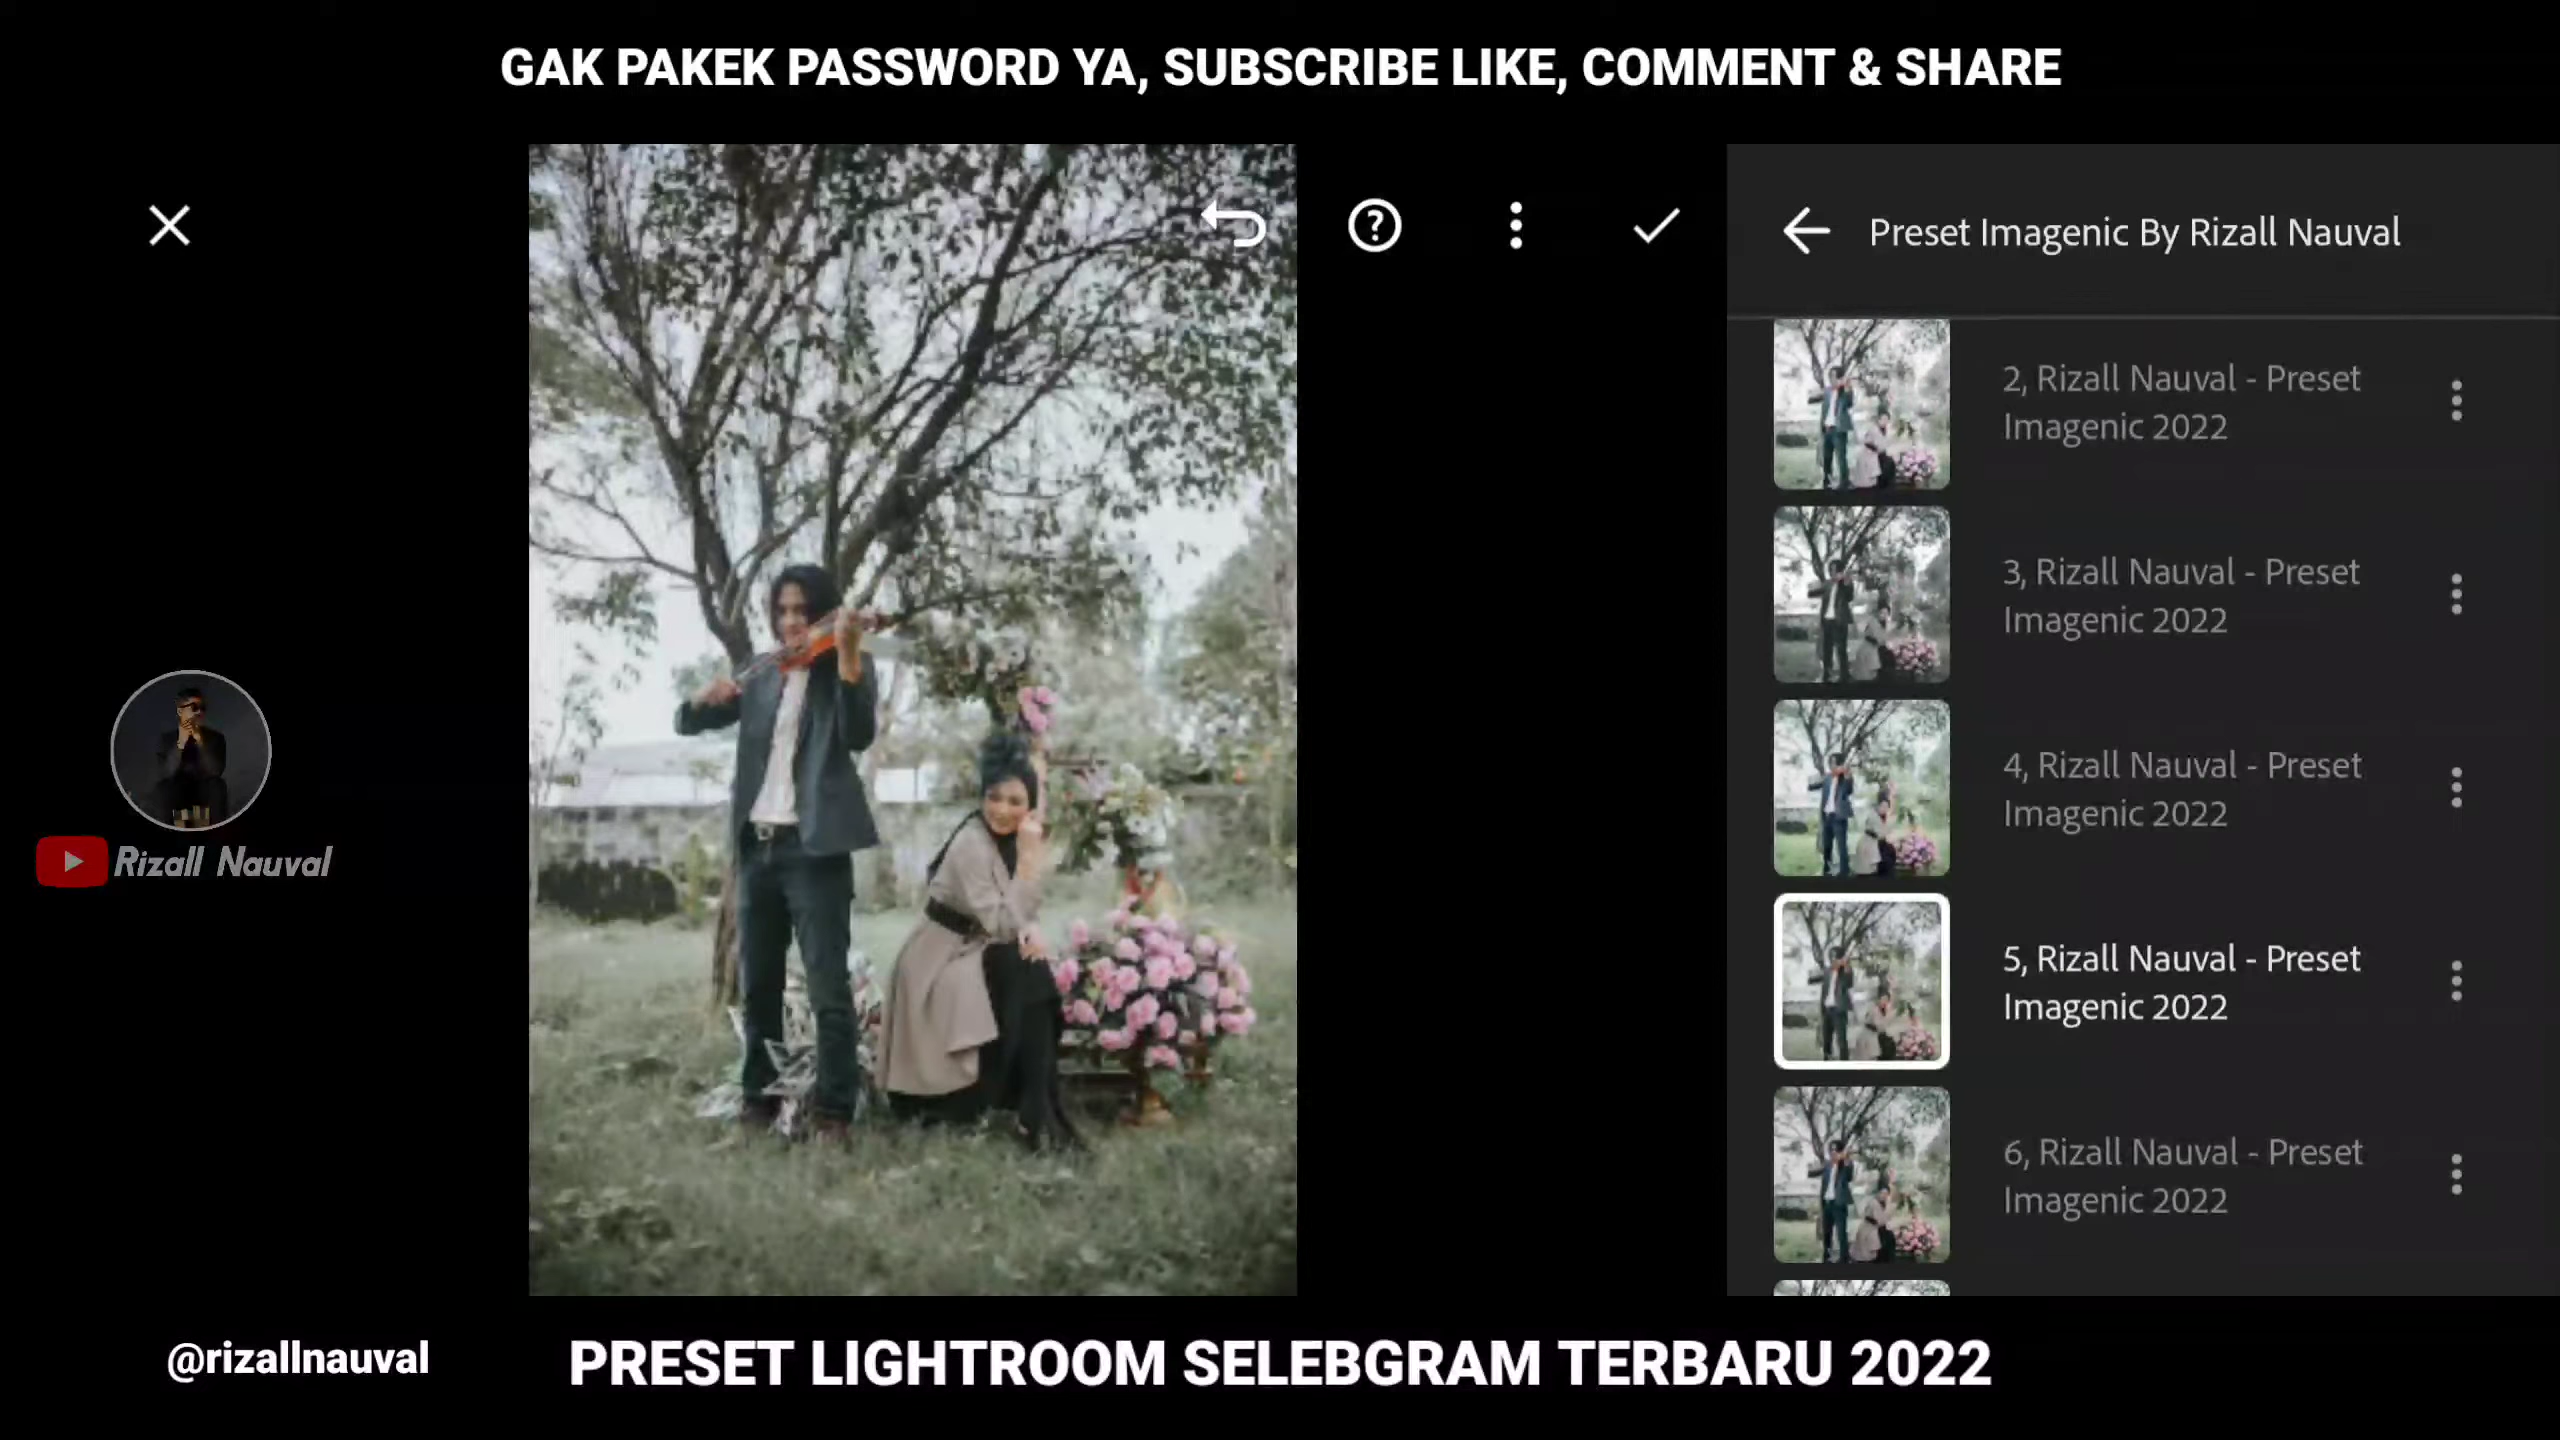 GAK PAKEK PASSWORD YA, SUBSCRIBE LIKE, COMMENT & SHARE
Preset Imagenic By Rizall Nauval
2, Rizall Nauval - Preset
Imagenic 2022
3, Rizall Nauval - Preset
Imagenic 2022
4, Rizall Nauval - Preset
Imagenic 2022
5, Rizall Nauval - Preset
Imagenic 2022
6, Rizall Nauval - Preset
Imagenic 2022
Rizall Nauval
@rizallnauval
PRESET LIGHTROOM SELEBGRAM TERBARU 2022